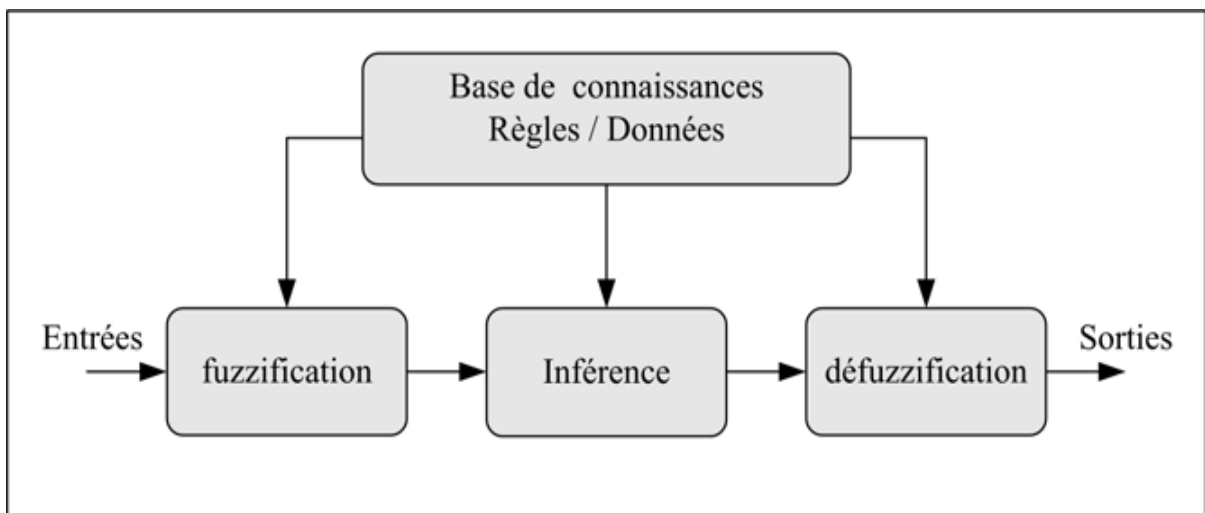 Base de connaissances
Règles / Données
Entrées
fuzzification
Inférence
défuzzification
Sorties